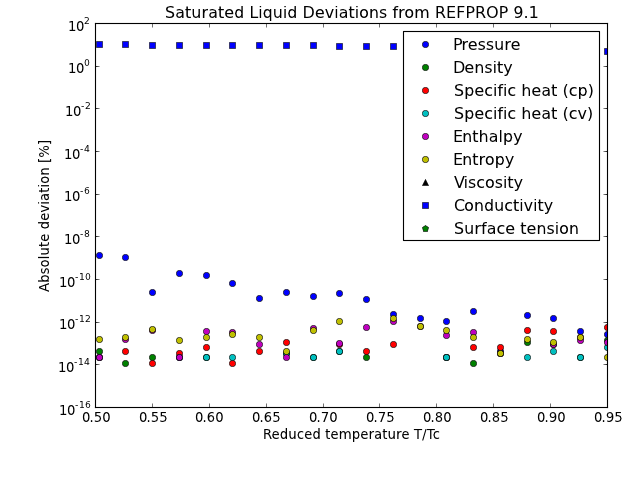 Saturated Liquid Deviations from REFPROP 9.1
10^2
10^0
10^-2
10^-4
10^-6
10^-8
10^-10
10^-12
10^-14
10^-16
Absolute deviation [%]
Pressure
Density
Specific heat (cp)
Specific heat (cv)
Enthalpy
Entropy
Viscosity
Conductivity
Surface tension
0.50 0.55 0.60 0.65 0.70 0.75 0.80 0.85 0.90 0.95
Reduced temperature T/Tc